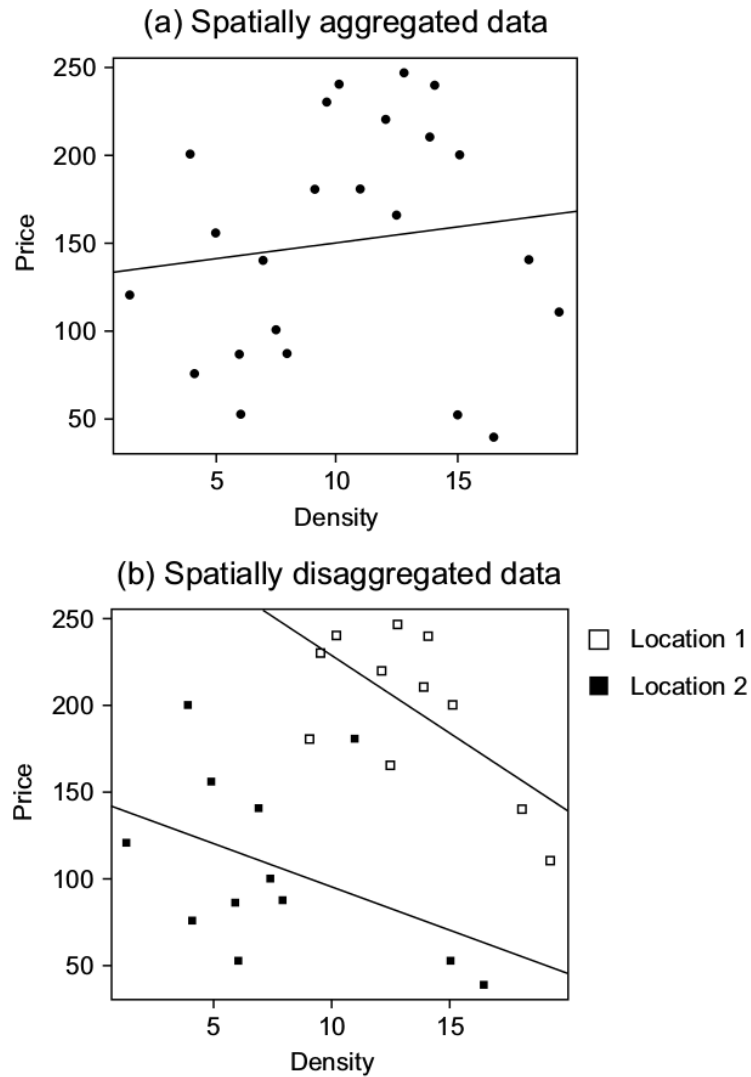 (a) Spatially aggregated data
250
200
150
100
50
Price
5 10 15
Density
(b) Spatially disaggregated data
250
200
150
100
50
Price
5 10 15
Density
Location 1
Location 2